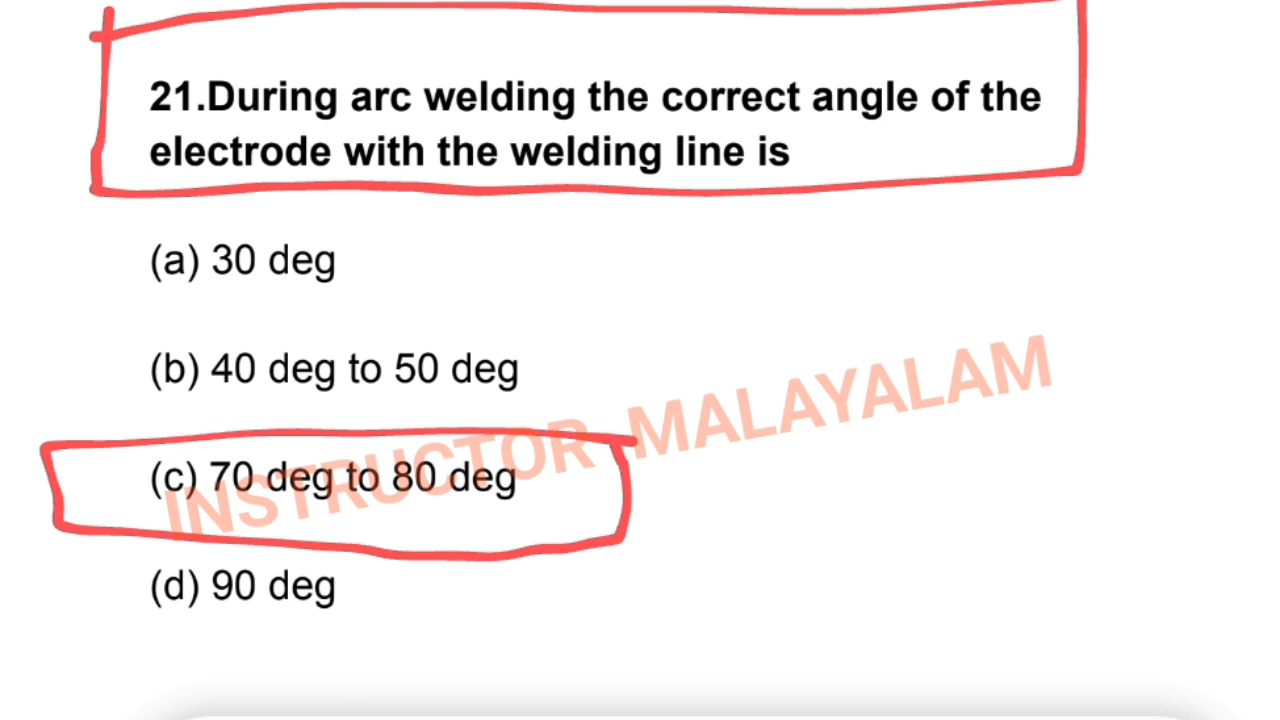 21.During arc welding the correct angle of the
electrode with the welding line is
(a) 30 deg
(b) 40 deg to 50 deg
(c) 70 deg to 80 deg
(d) 90 deg
INSTRUCTOR MALAYALAM